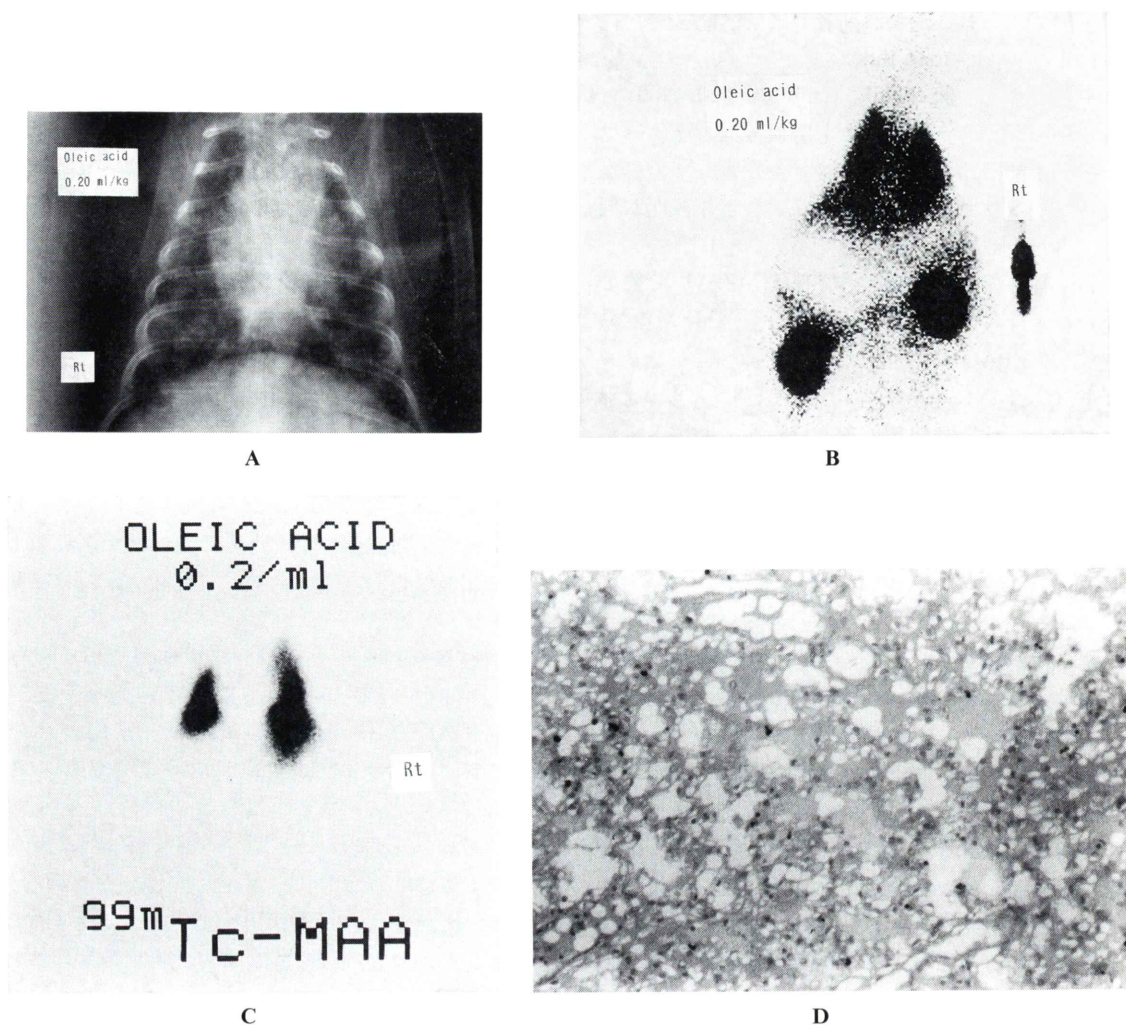 Oleic acid
0.20 ml/kg
Rt
A
Oleic acid
0.20 ml/kg
Rt
B
OLEIC ACID
0.2/ml
Rt
99mTc-MAA
C
D